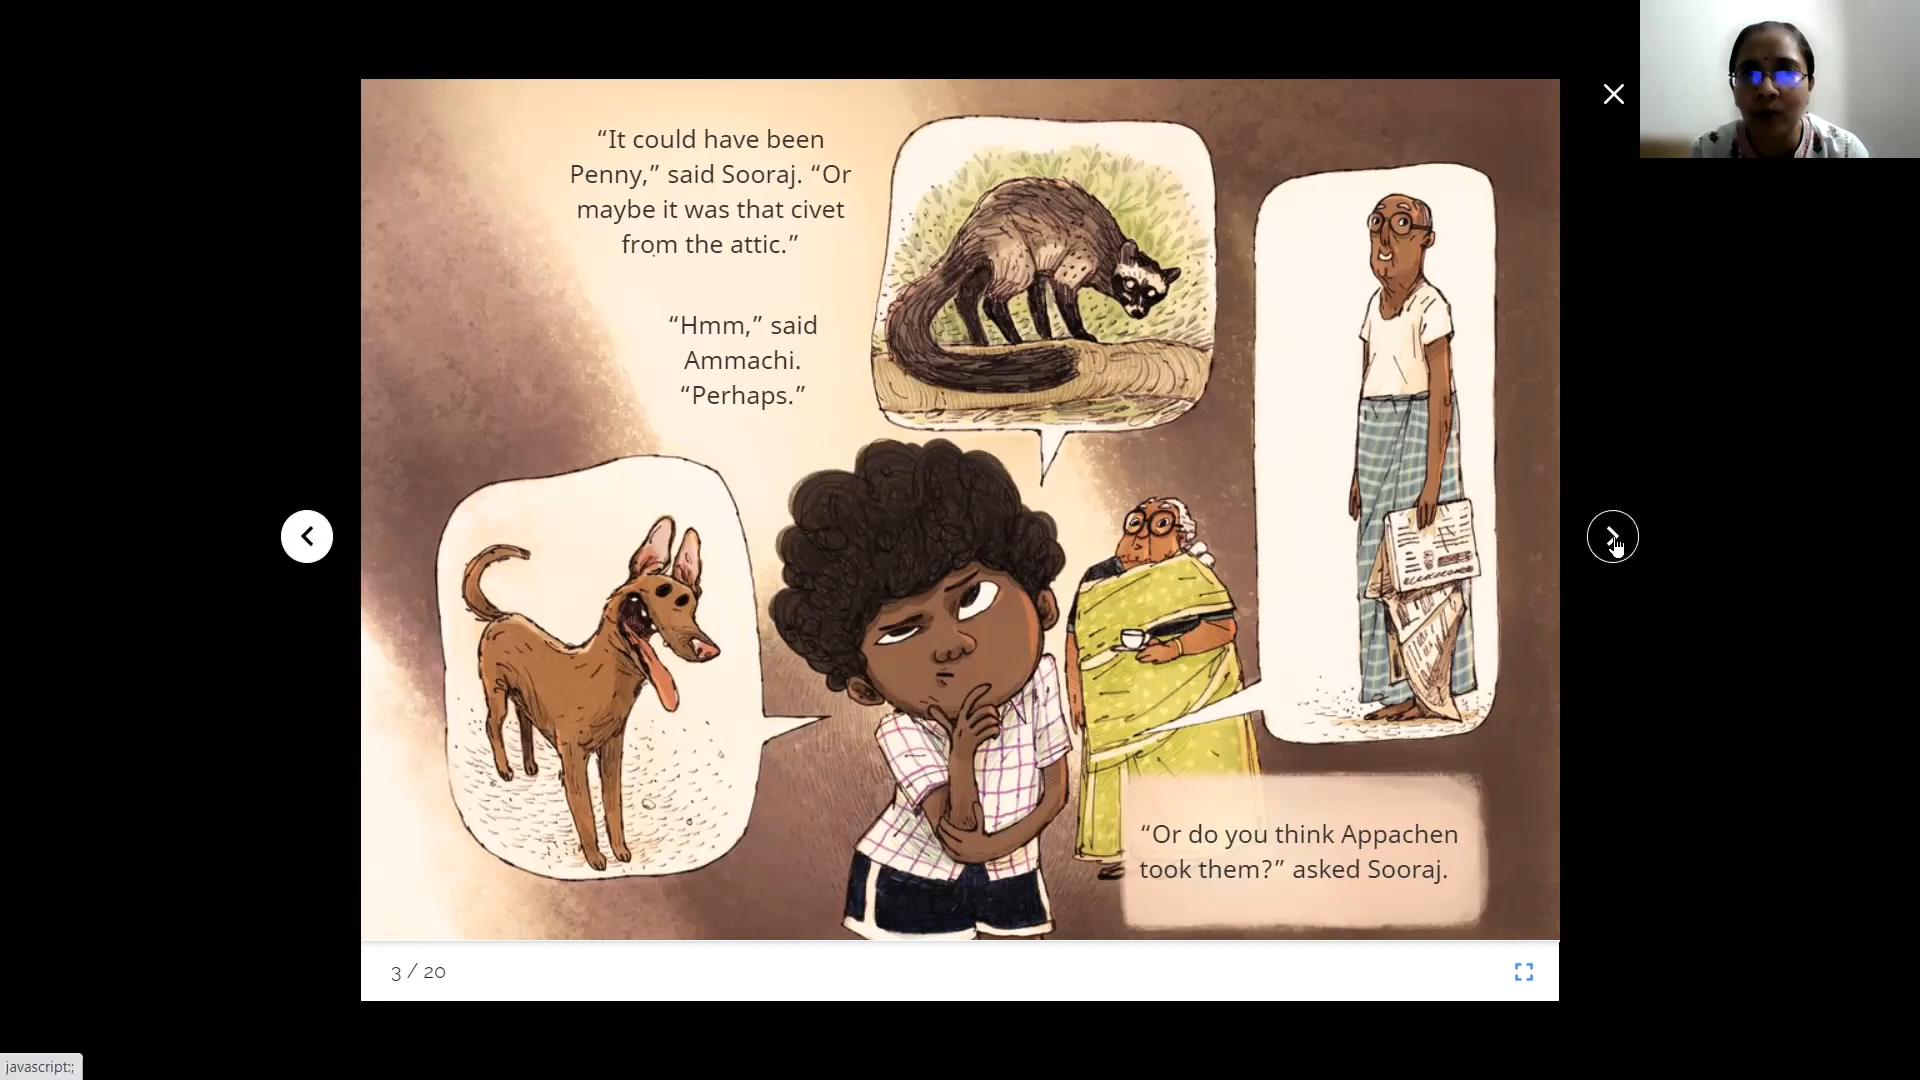 “It could have been
Penny,” said Sooraj. “Or
maybe it was that civet
from the attic.”
“Hmm,” said
Ammachi.
“Perhaps.”
“Or do you think Appachen
took them?” asked Sooraj.
3 / 20
javascript:;